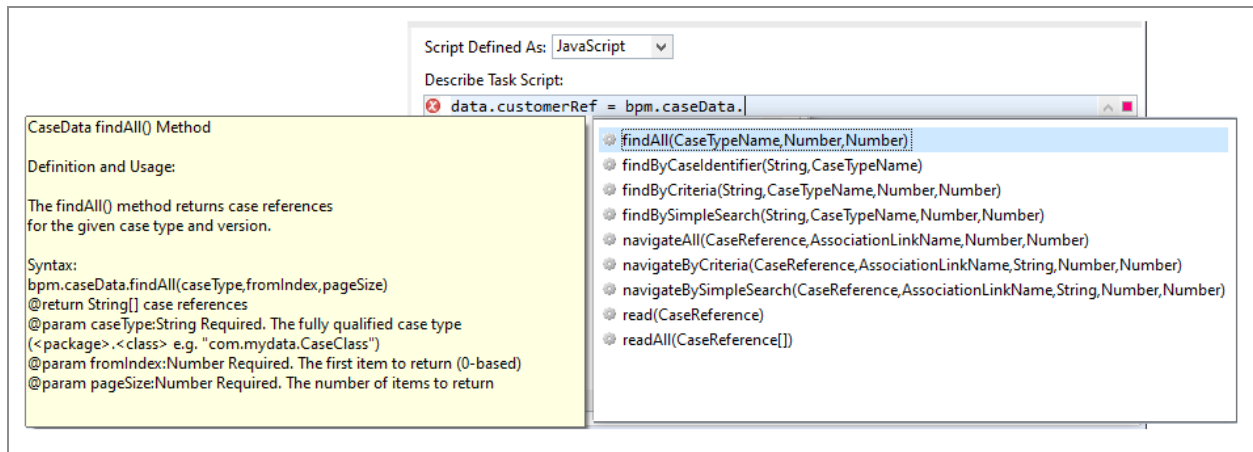 Script Defined As: JavaScript
Describe Task Script:
data.customerRef = bpm.caseData.
CaseData findAll() Method
Definition and Usage:
The findAll() method returns case references
for the given case type and version.
Syntax:
bpm.caseData.findAll(caseType,fromIndex,pageSize)
@return String[] case references
@param caseType:String Required. The fully qualified case type
(<package>.<class> e.g. "com.mydata.CaseClass")
@param fromIndex:Number Required. The first item to return (0-based)
@param pageSize:Number Required. The number of items to return
findAll(CaseTypeName,Number,Number)
findByCaseIdentifier(String,CaseTypeName)
findByCriteria(String,CaseTypeName,Number,Number)
findBySimpleSearch(String,CaseTypeName,Number,Number)
navigateAll(CaseReference,AssociationLinkName,Number,Number)
navigateByCriteria(CaseReference,AssociationLinkName,String,Number,Number)
navigateBySimpleSearch(CaseReference,AssociationLinkName,String,Number,Number)
read(CaseReference)
readAll(CaseReference[])